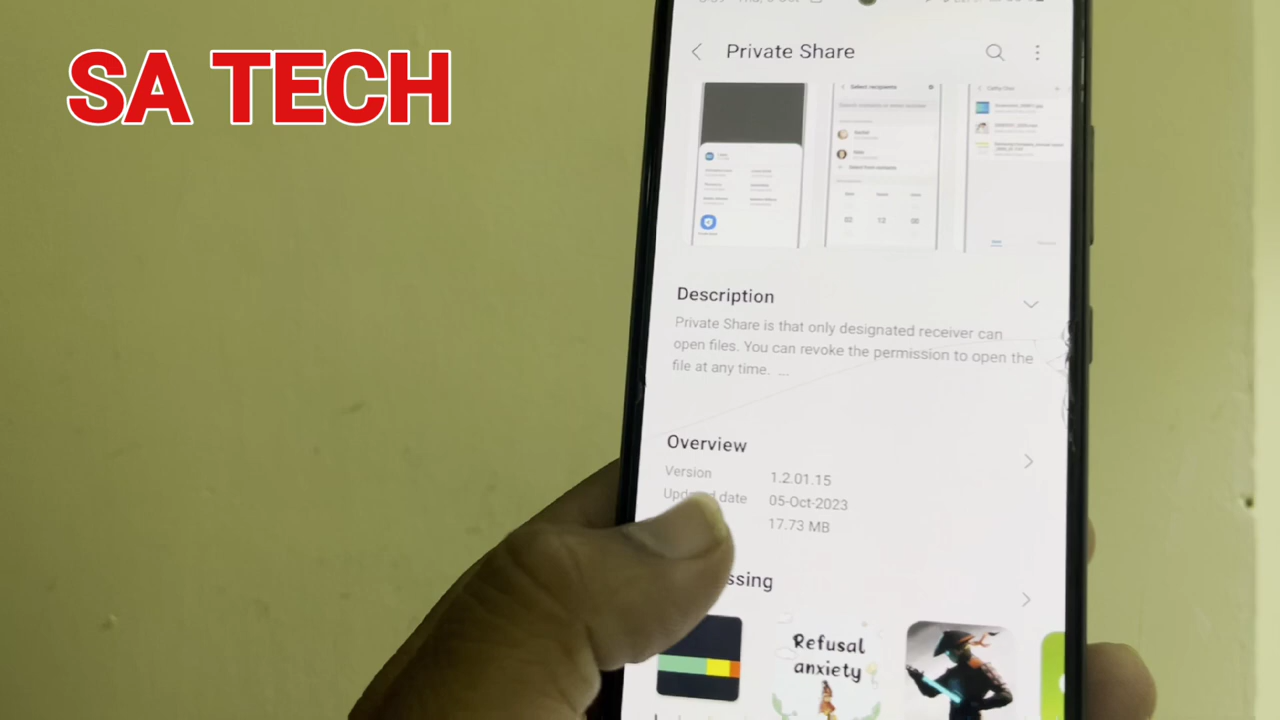 SA TECH
Private Share
Select recipients
Description
Private Share is that only designated receiver can
open files. You can revoke the permission to open the
file at any time. ...
Overview
Version 1.2.01.15
Updated date 05-Oct-2023
17.73 MB
ssing
Refusal
anxiety